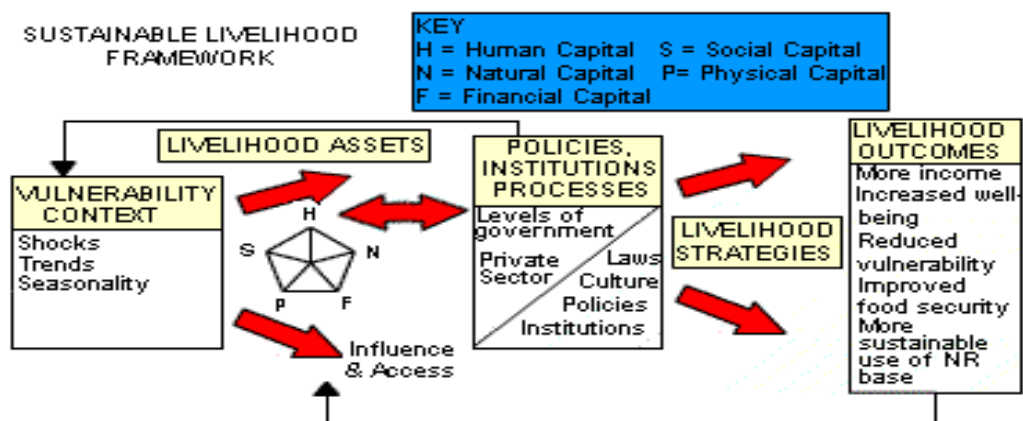 SUSTAINABLE LIVELIHOOD
FRAMEWORK
KEY
H = Human Capital S = Social Capital
N = Natural Capital P= Physical Capital
F = Financial Capital
LIVELIHOOD ASSETS
VULNERABILITY
CONTEXT
Shocks
Trends
Seasonality
H
S
N
P
F
Influence
& Access
POLICIES,
INSTITUTIONS
PROCESSES
Levels of
government
Private
Sector
Laws
Culture
Policies
Institutions
LIVELIHOOD
STRATEGIES
LIVELIHOOD
OUTCOMES
More income
Increased well-
being
Reduced
vulnerability
Improved
food security
More
sustainable
use of NR
base